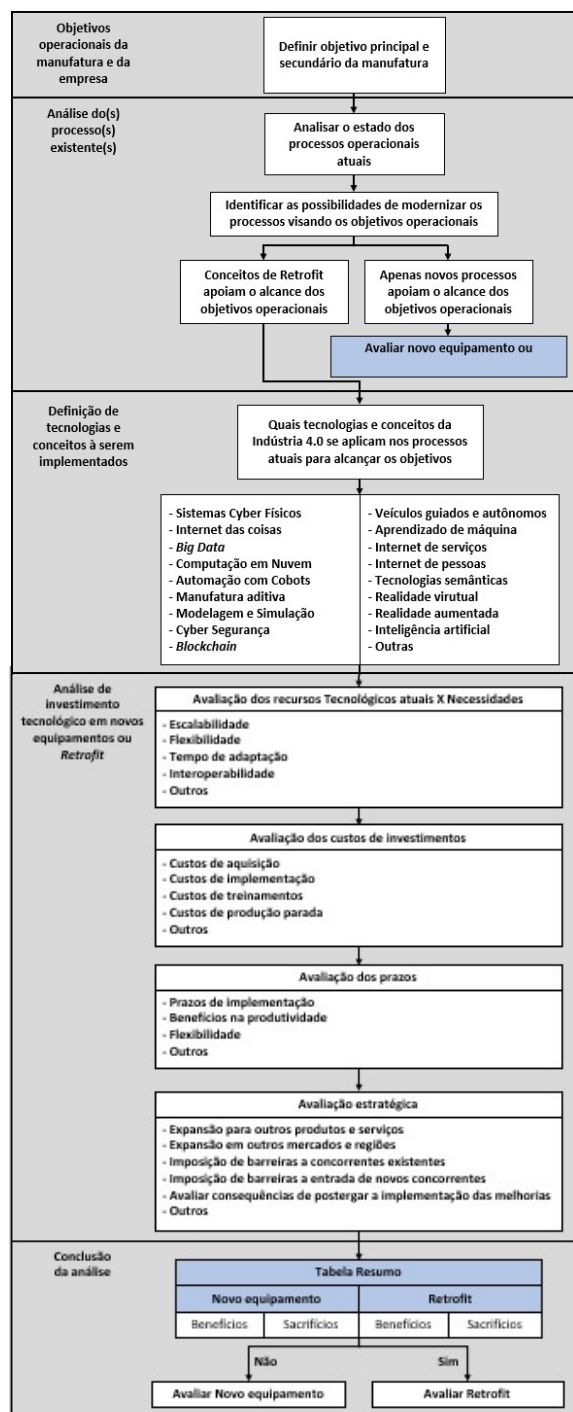 Objetivos
operacionais da
manufatura e da
empresa
Definir objetivo principal e
secundário da manufatura
Análise do(s)
processo(s)
existente(s)
Analisar o estado dos
processos operacionais
atuais
Identificar as possibilidades de modernizar os
processos visando os objetivos operacionais
Conceitos de Retrofit
apoiam o alcance dos
objetivos operacionais
Apenas novos processos
apoiam o alcance dos
objetivos operacionais
Avaliar novo equipamento ou
Definição de
tecnologias e
conceitos à serem
implementados
Quais tecnologias e conceitos da
Indústria 4.0 se aplicam nos processos
atuais para alcançar os objetivos
- Sistemas Cyber Físicos
- Internet das coisas
- Big Data
- Computação em Nuvem
- Automação com Cobots
- Manufatura aditiva
- Modelagem e Simulação
- Cyber Segurança
- Blockchain
- Veículos guiados e autônomos
- Aprendizado de máquina
- Internet de serviços
- Internet de pessoas
- Tecnologias semânticas
- Realidade virutual
- Realidade aumentada
- Inteligência artificial
- Outras
Análise de
investimento
tecnológico em novos
equipamentos ou
Retrofit
Avaliação dos recursos Tecnológicos atuais X Necessidades
- Escalabilidade
- Flexibilidade
- Tempo de adaptação
- Interoperabilidade
- Outros
Avaliação dos custos de investimentos
- Custos de aquisição
- Custos de implementação
- Custos de treinamentos
- Custos de produção parada
- Outros
Avaliação dos prazos
- Prazos de implementação
- Benefícios na produtividade
- Flexibilidade
- Outros
Avaliação estratégica
- Expansão para outros produtos e serviços
- Expansão em outros mercados e regiões
- Imposição de barreiras a concorrentes existentes
- Imposição de barreiras a entrada de novos concorrentes
- Avaliar consequências de postergar a implementação das melhorias
- Outros
Conclusão
da análise
Tabela Resumo
Novo equipamento Retrofit
Benefícios Sacrifícios Benefícios Sacrifícios
Não Sim
Avaliar Novo equipamento Avaliar Retrofit